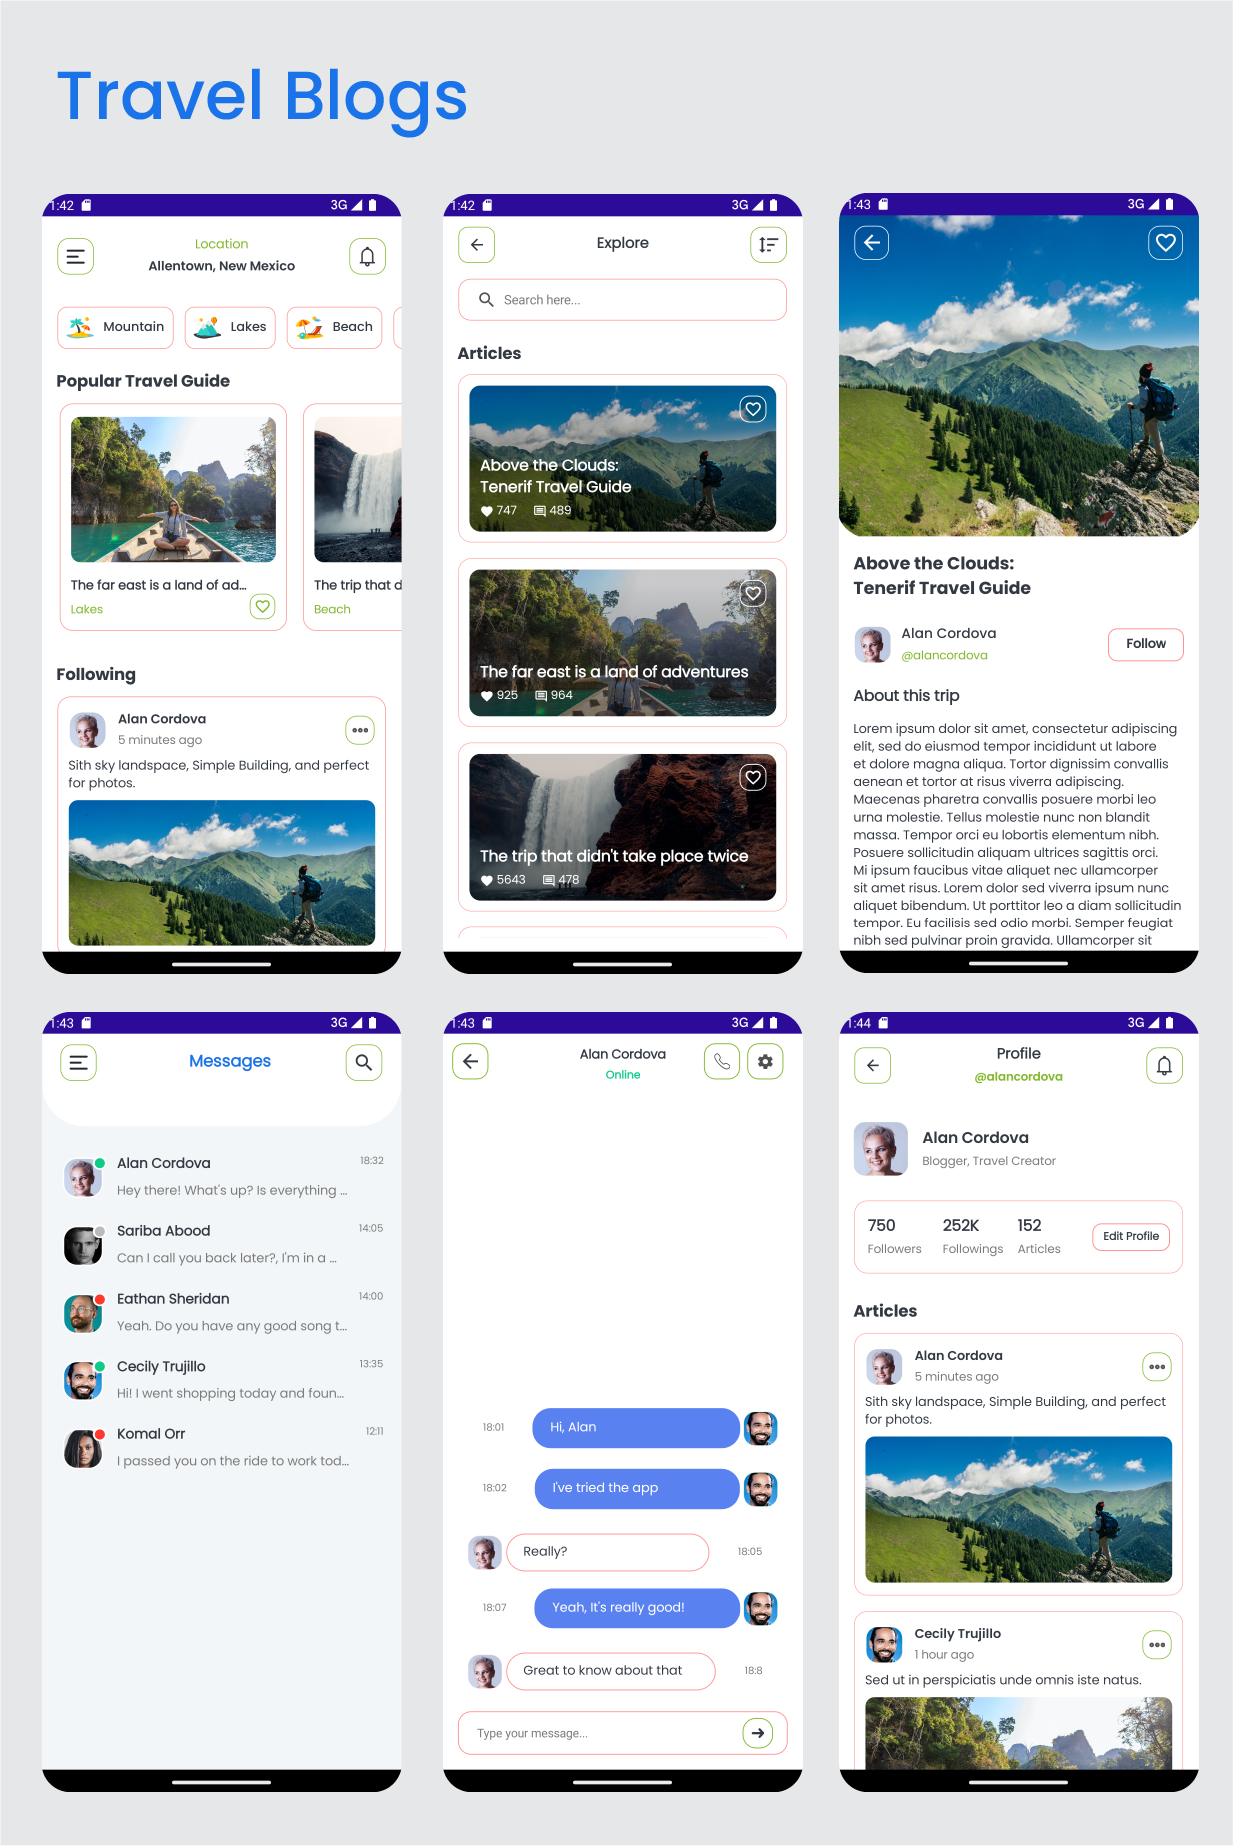 Travel Blogs
1:42
3G
Location
Allentown, New Mexico
Mountain
Lakes
Beach
Popular Travel Guide
The far east is a land of ad...
Lakes
The trip that d
Beach
Following
Alan Cordova
5 minutes ago
Sith sky landspace, Simple Building, and perfect
for photos.
1:42
3G
Explore
Search here...
Articles
Above the Clouds:
Tenerif Travel Guide
747
489
The far east is a land of adventures
925
964
The trip that didn't take place twice
5643
478
1:43
3G
Above the Clouds:
Tenerif Travel Guide
Alan Cordova
@alancordova
Follow
About this trip
Lorem ipsum dolor sit amet, consectetur adipiscing
elit, sed do eiusmod tempor incididunt ut labore
et dolore magna aliqua. Tortor dignissim convallis
aenean et tortor at risus viverra adipiscing.
Maecenas pharetra convallis posuere morbi leo
urna molestie. Tellus molestie nunc non blandit
massa. Tempor orci eu lobortis elementum nibh.
Posuere sollicitudin aliquam ultrices sagittis orci.
Mi ipsum faucibus vitae aliquet nec ullamcorper
sit amet risus. Lorem dolor sed viverra ipsum nunc
aliquet bibendum. Ut porttitor leo a diam sollicitudin
tempor. Eu facilisis sed odio morbi. Semper feugiat
nibh sed pulvinar proin gravida. Ullamcorper sit
1:43
3G
Messages
Alan Cordova
18:32
Hey there! What's up? Is everything ...
Sariba Abood
14:05
Can I call you back later?, I'm in a ...
Eathan Sheridan
14:00
Yeah. Do you have any good song t...
Cecily Trujillo
13:35
Hi! I went shopping today and foun...
Komal Orr
12:11
I passed you on the ride to work tod...
1:43
3G
Alan Cordova
Online
18:01
Hi, Alan
18:02
I've tried the app
Really?
18:05
18:07
Yeah, It's really good!
Great to know about that
18:8
Type your message...
1:44
3G
Profile
@alancordova
Alan Cordova
Blogger, Travel Creator
750
252K
152
Followers
Followings
Articles
Edit Profile
Articles
Alan Cordova
5 minutes ago
Sith sky landspace, Simple Building, and perfect
for photos.
Cecily Trujillo
1 hour ago
Sed ut in perspiciatis unde omnis iste natus.